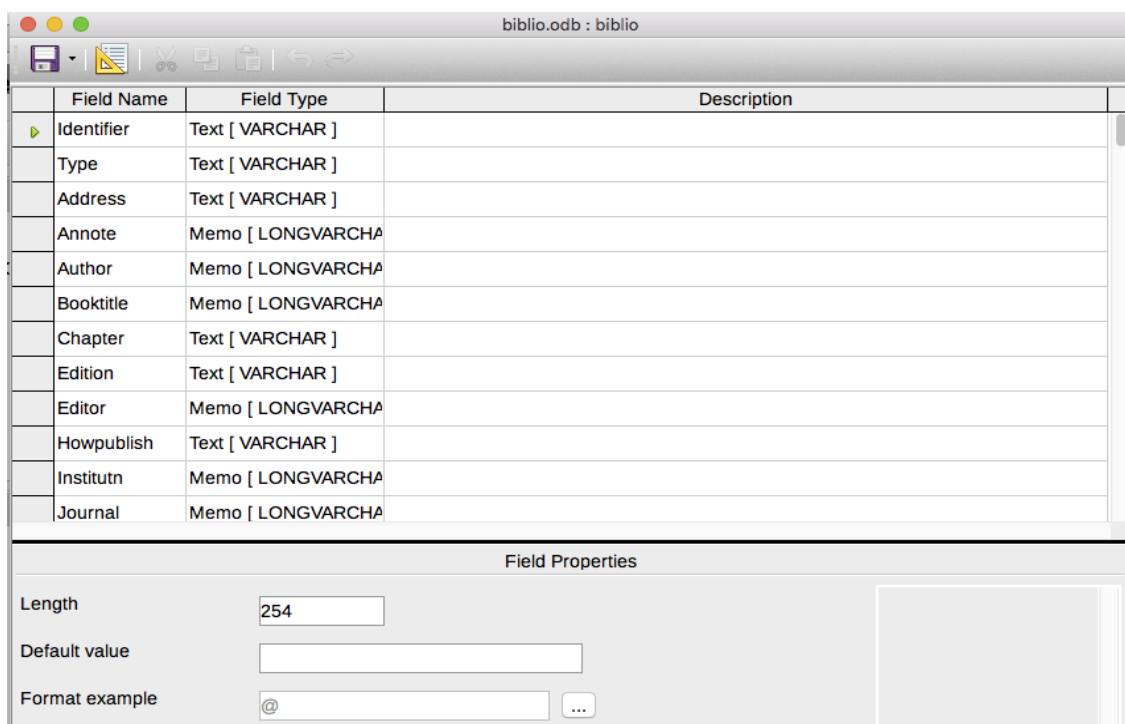 biblio.odb : biblio
Field Name Field Type Description
Identifier Text [ VARCHAR ]
Type Text [ VARCHAR ]
Address Text [ VARCHAR ]
Annote Memo [ LONGVARCHA
Author Memo [ LONGVARCHA
Booktitle Memo [ LONGVARCHA
Chapter Text [ VARCHAR ]
Edition Text [ VARCHAR ]
Editor Memo [ LONGVARCHA
Howpublish Text [ VARCHAR ]
Institutn Memo [ LONGVARCHA
Journal Memo [ LONGVARCHA
Field Properties
Length 254
Default value
Format example @ ...